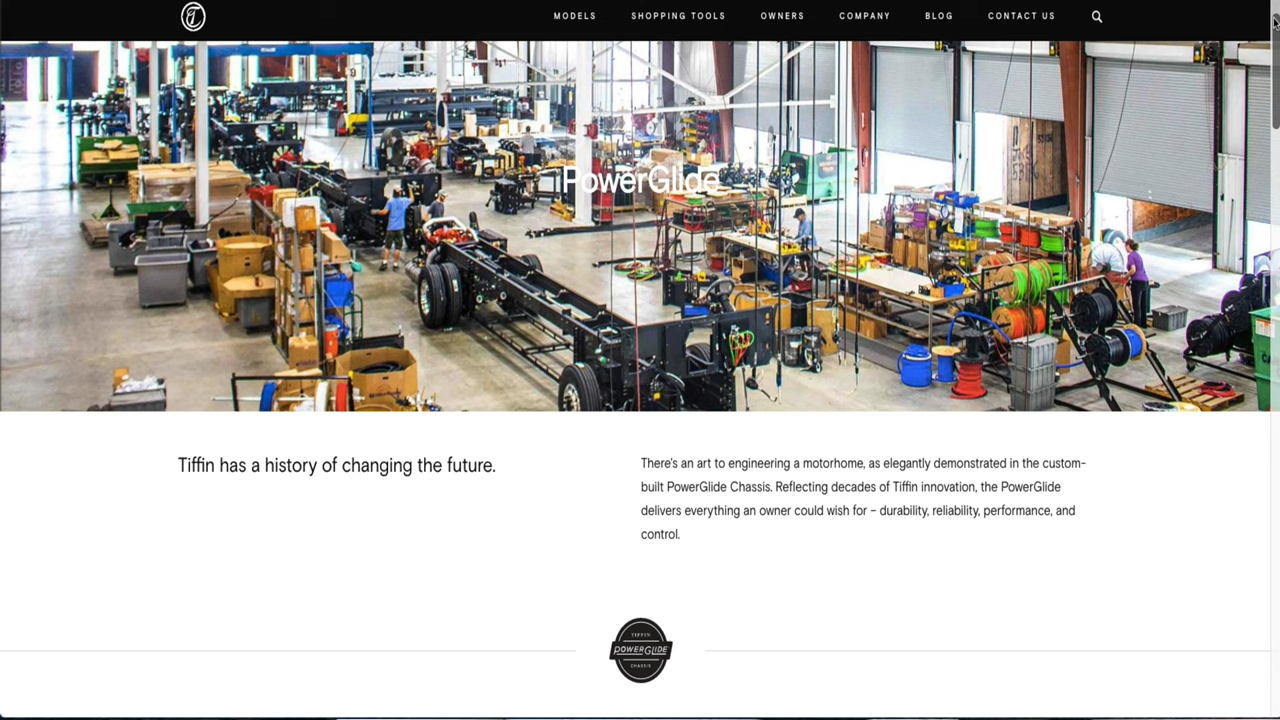 MODELS SHOPPING TOOLS OWNERS COMPANY BLOG CONTACT US
PowerGlide
Tiffin has a history of changing the future.
There's an art to engineering a motorhome, as elegantly demonstrated in the custom-
built PowerGlide Chassis. Reflecting decades of Tiffin innovation, the PowerGlide
delivers everything an owner could wish for – durability, reliability, performance, and
control.
TIFFIN
POWERGLIDE
CHASSIS